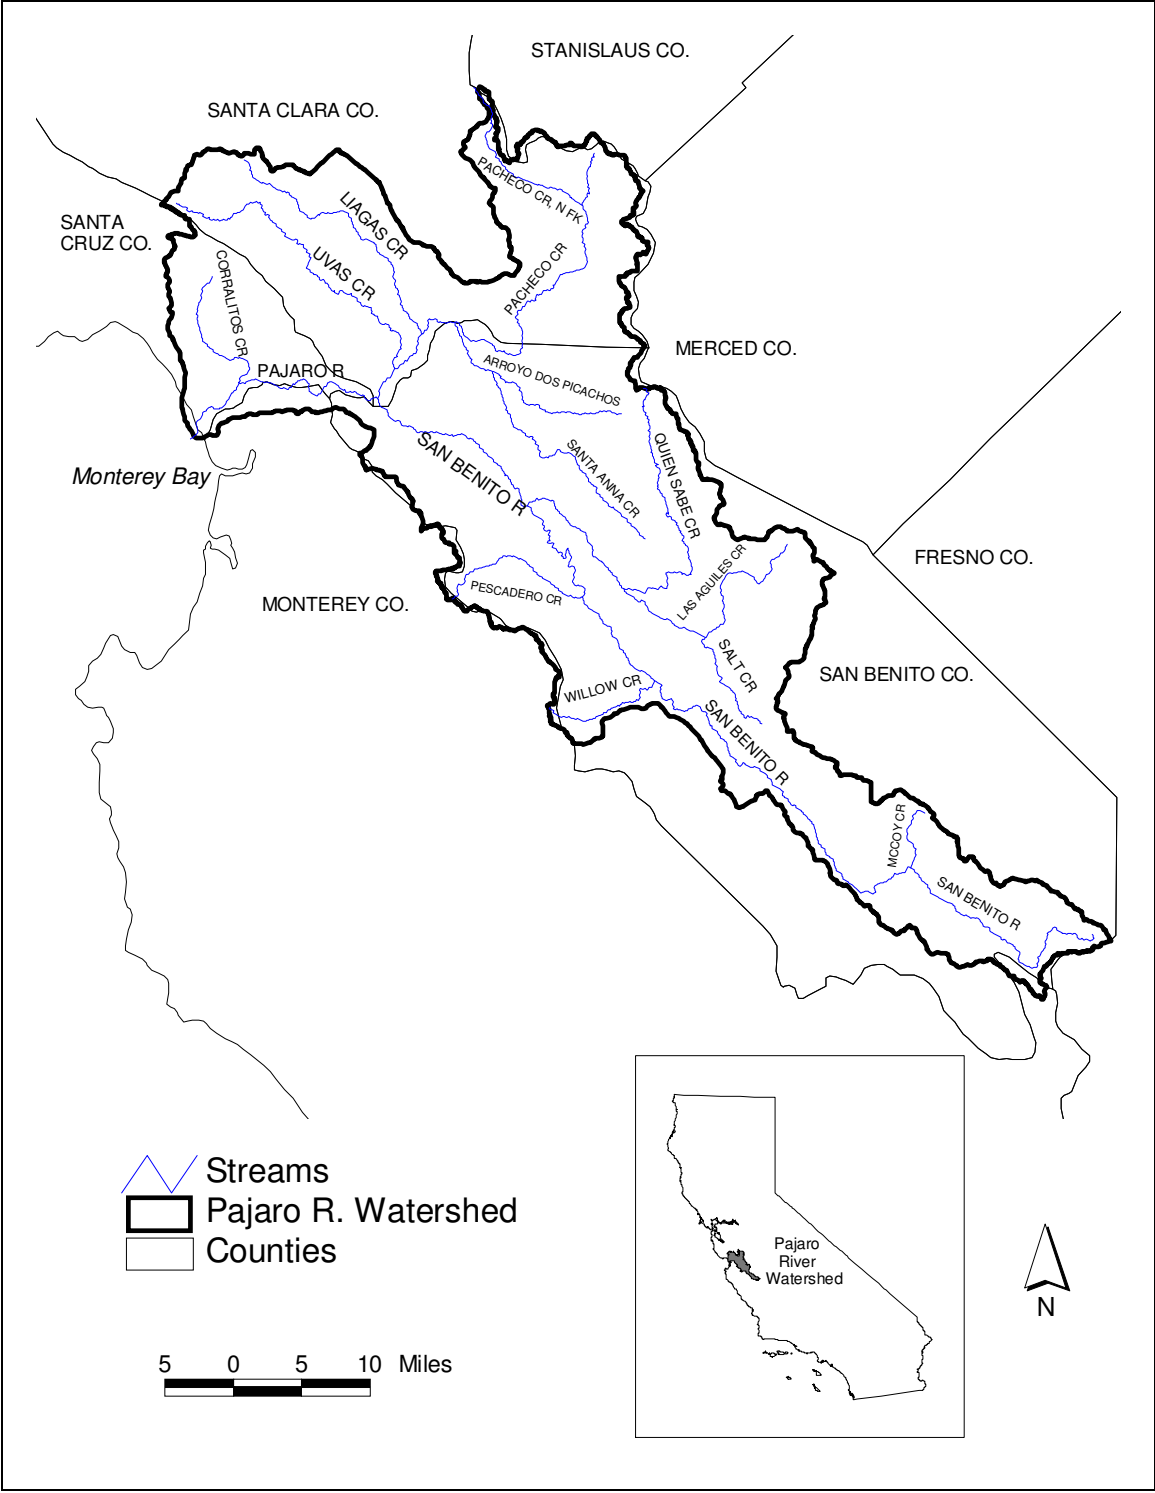 STANISLAUS CO.
SANTA CLARA CO.
PACHECO CR, N FK
SANTA
CRUZ CO.
LIAGAS CR
UVAS CR
CORRALITOS CR
PACHECO CR
MERCED CO.
PAJARO R
ARROYO DOS PICACHOS
SAN BENITO R
SANTA ANNA CR
QUIEN SABE CR
Monterey Bay
FRESNO CO.
LAS AGUILES CR
PESCADERO CR
MONTEREY CO.
SALT CR
SAN BENITO CO.
WILLOW CR
SAN BENITO R
MCCOY CR
SAN BENITO R
Streams
Pajaro R. Watershed
Counties
Pajaro
River
Watershed
N
5 0 5 10 Miles